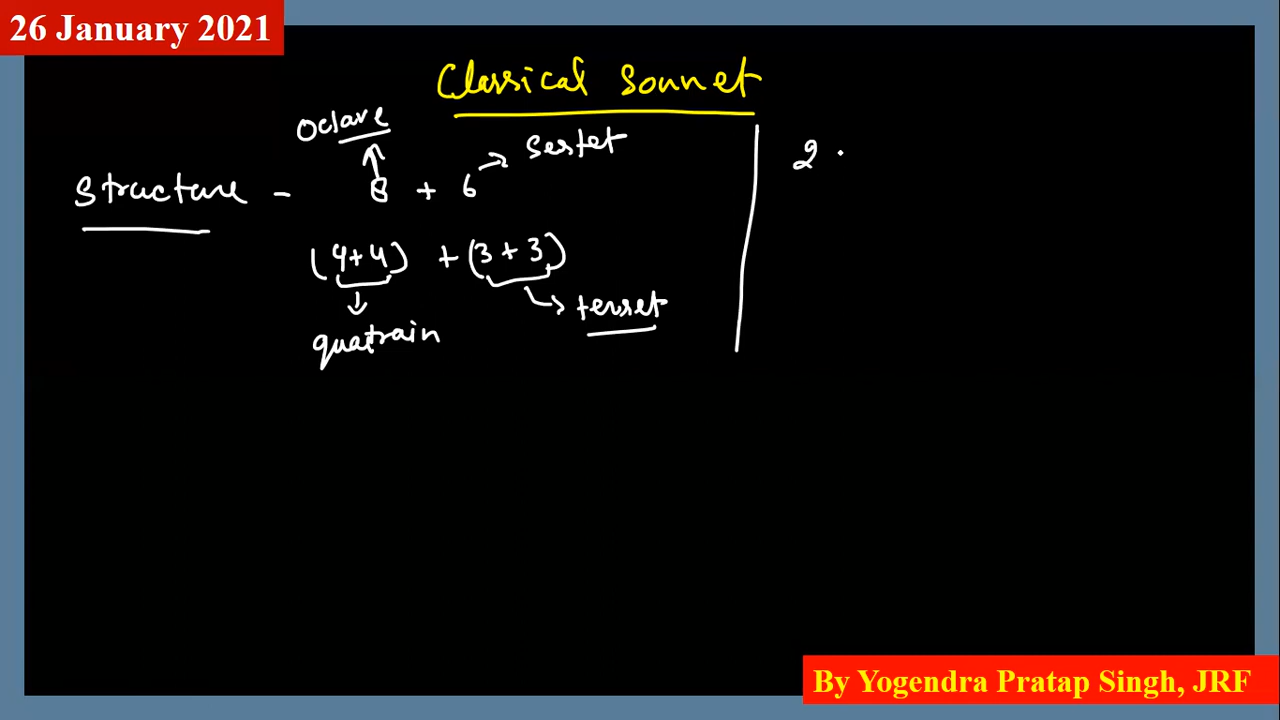 26 January 2021
Classical Sonnet
Octave
Sestet
Structure - 8 + 6
2 .
(4+4) + (3+3)
terset
quatrain
By Yogendra Pratap Singh, JRF